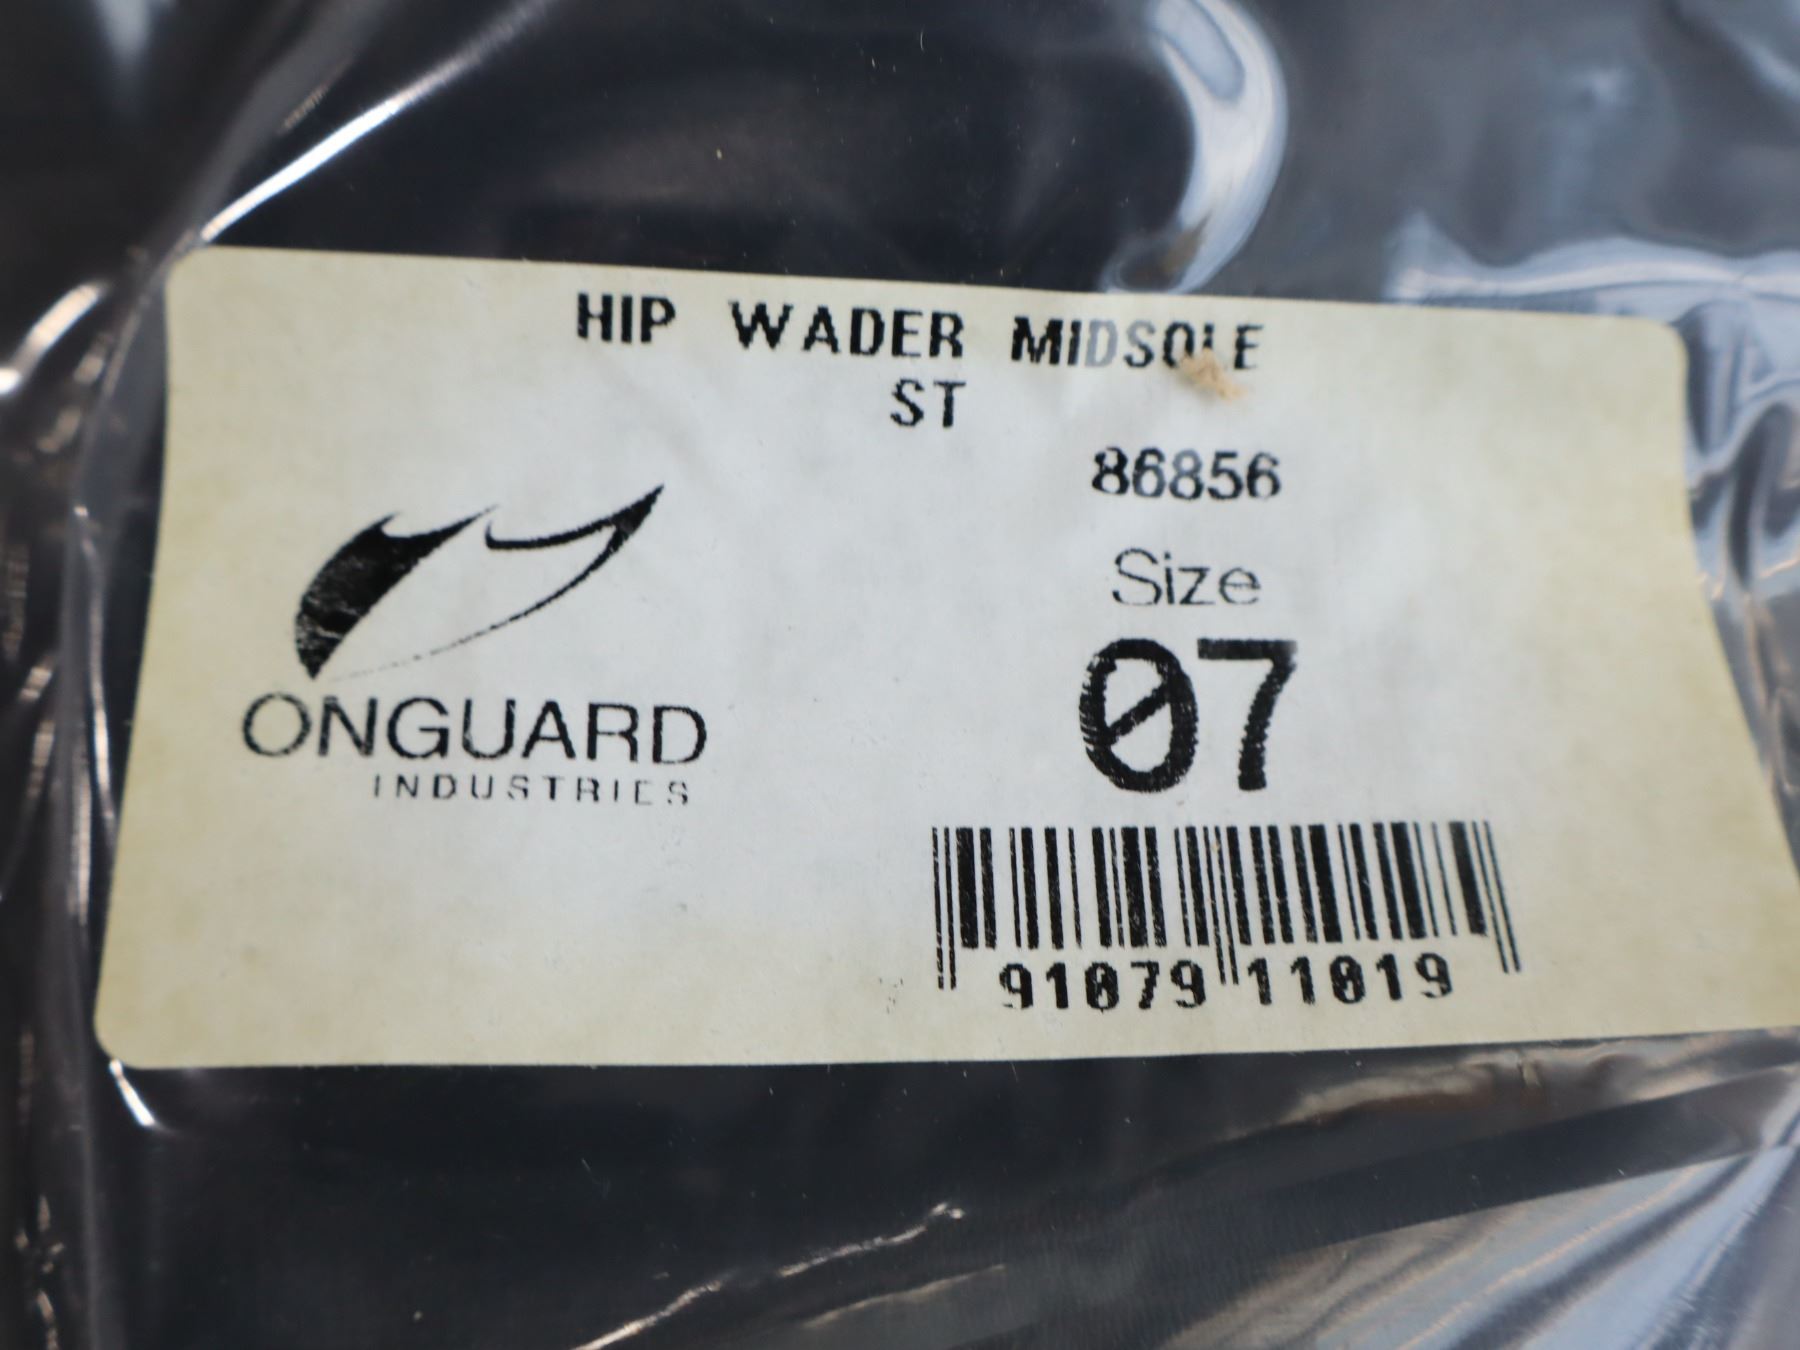 HIP WADER MIDSOLE
ST
86856
Size
07
ONGUARD
INDUSTRIES
91079 11019